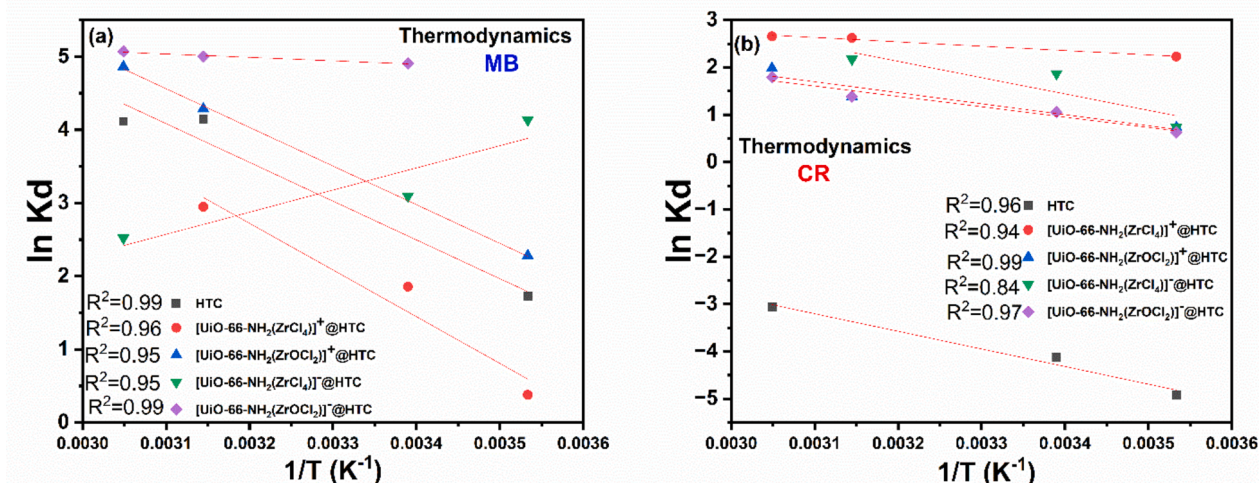 (a)
Thermodynamics
MB
ln Kd
5
4
3
2
1
0
R²=0.99 HTC
R²=0.96 [UiO-66-NH₂(ZrCl₄)]⁺@HTC
R²=0.95 [UiO-66-NH₂(ZrOCl₂)]⁺@HTC
R²=0.95 [UiO-66-NH₂(ZrCl₄)]⁻@HTC
R²=0.99 [UiO-66-NH₂(ZrOCl₂)]⁻@HTC
0.0030 0.0031 0.0032 0.0033 0.0034 0.0035 0.0036
1/T (K⁻¹)
(b)
Thermodynamics
CR
ln Kd
3
2
1
0
−1
−2
−3
−4
−5
R²=0.96 HTC
R²=0.94 [UiO-66-NH₂(ZrCl₄)]⁺@HTC
R²=0.99 [UiO-66-NH₂(ZrOCl₂)]⁺@HTC
R²=0.84 [UiO-66-NH₂(ZrCl₄)]⁻@HTC
R²=0.97 [UiO-66-NH₂(ZrOCl₂)]⁻@HTC
0.0030 0.0031 0.0032 0.0033 0.0034 0.0035 0.0036
1/T (K⁻¹)